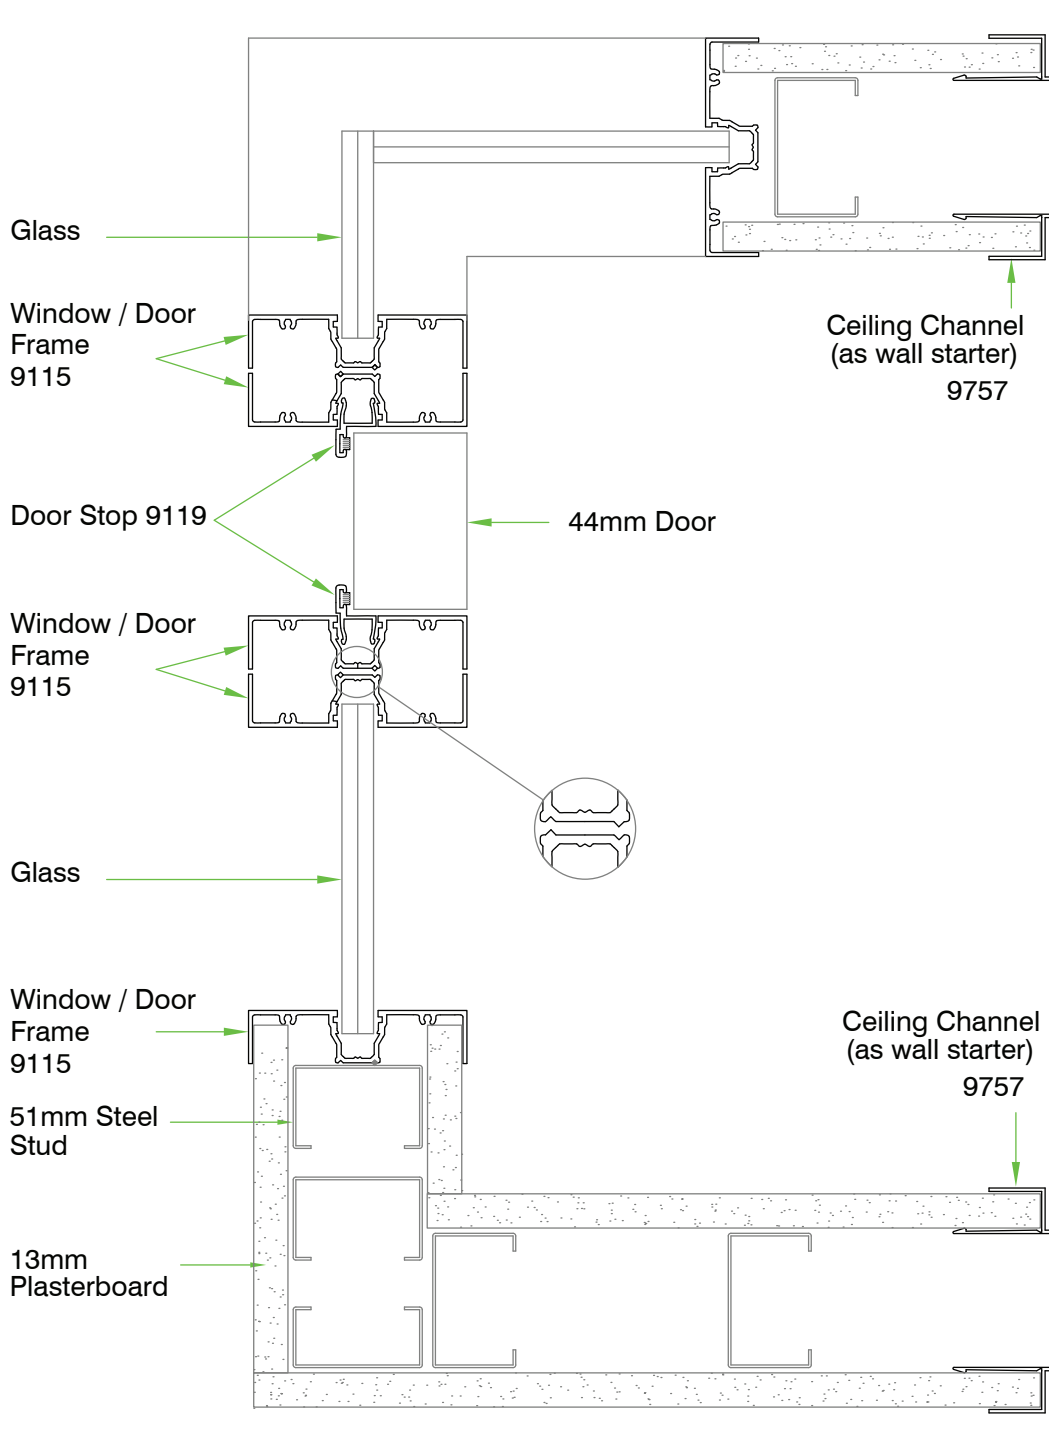 Glass
Window / Door
Frame
9115
Ceiling Channel
(as wall starter)
9757
Door Stop 9119
44mm Door
Window / Door
Frame
9115
Glass
Window / Door
Frame
9115
Ceiling Channel
(as wall starter)
9757
51mm Steel
Stud
13mm
Plasterboard